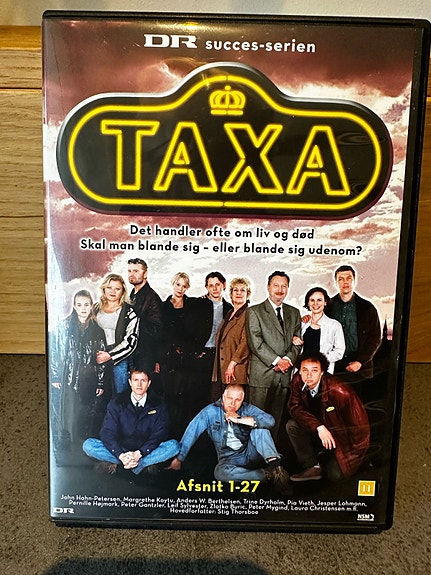 DR succes-serien
TAXA
Det handler ofte om liv og død
Skal man blande sig – eller blande sig udenom?
Afsnit 1-27
11
John Hahn-Petersen, Margrethe Koytu, Anders W. Berthelsen, Trine Dyrholm, Pia Vieth, Jesper Lohmann,
Pernille Højmark, Peter Gantzler, Leif Sylvester, Zlatko Buric, Peter Mygind, Laura Christensen m.fl.
Hovedforfatter: Stig Thorsboe
DR
NSM